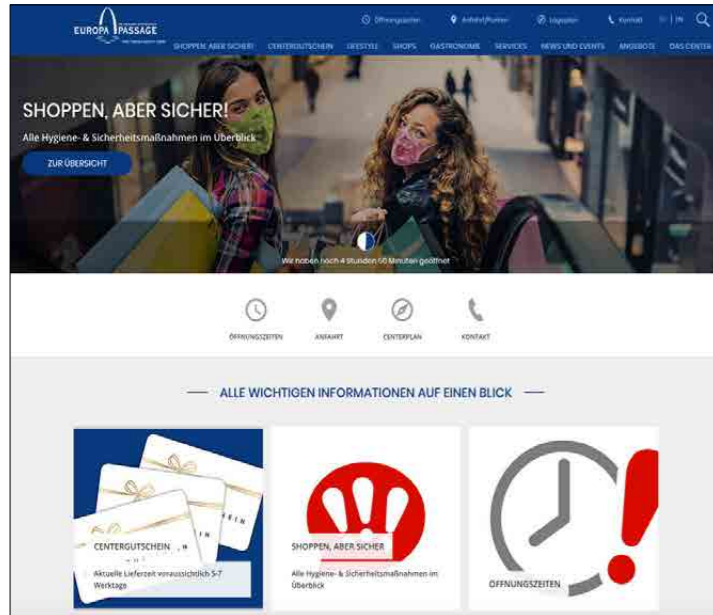 EUROPA PASSAGE
Öffnungszeiten
Anfahrt/Parken
Lageplan
Kontakt
| EN
SHOPPEN, ABER SICHER!
CENTERGUTSCHEIN
LIFESTYLE
SHOPS
GASTRONOMIE
SERVICES
NEWS UND EVENTS
ANGEBOTE
DAS CENTER
SHOPPEN, ABER SICHER!
Alle Hygiene- & Sicherheitsmaßnahmen im Überblick
ZUR ÜBERSICHT
Wir haben noch 4 Stunden 50 Minuten geöffnet
ÖFFNUNGSZEITEN
ANFAHRT
CENTERPLAN
KONTAKT
ALLE WICHTIGEN INFORMATIONEN AUF EINEN BLICK
CENTERGUTSCHEIN
Aktuelle Lieferzeit voraussichtlich 5-7
Werktage
SHOPPEN, ABER SICHER
Alle Hygiene- & Sicherheitsmaßnahmen im
Überblick
ÖFFNUNGSZEITEN